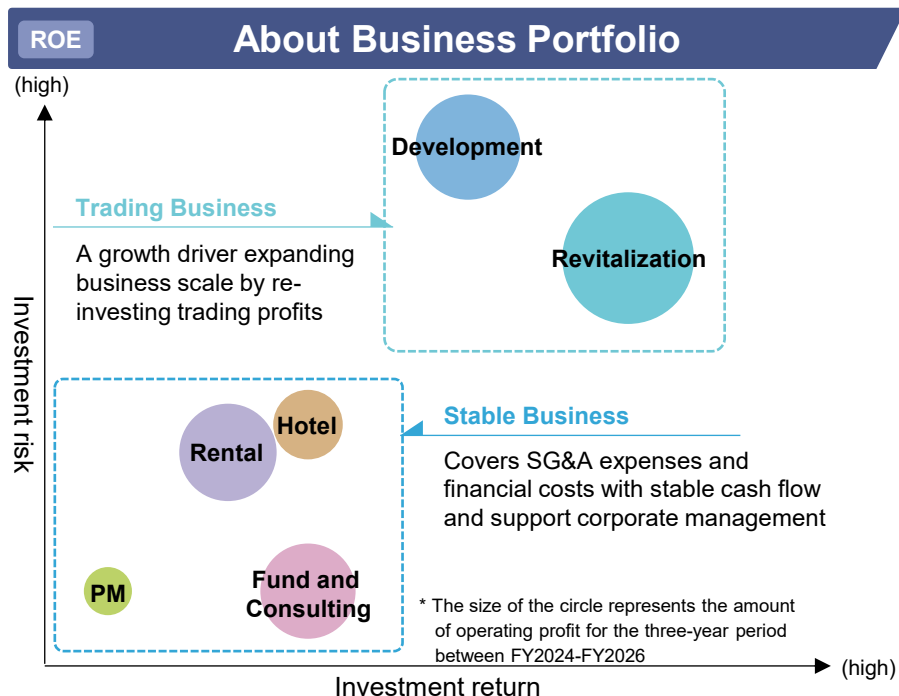 ROE
About Business Portfolio
(high)
Development
Trading Business
A growth driver expanding
business scale by re-
investing trading profits
Revitalization
Investment risk
Hotel
Rental
Stable Business
Covers SG&A expenses and
financial costs with stable cash flow
and support corporate management
PM
Fund and
Consulting
* The size of the circle represents the amount
of operating profit for the three-year period
between FY2024-FY2026
(high)
Investment return